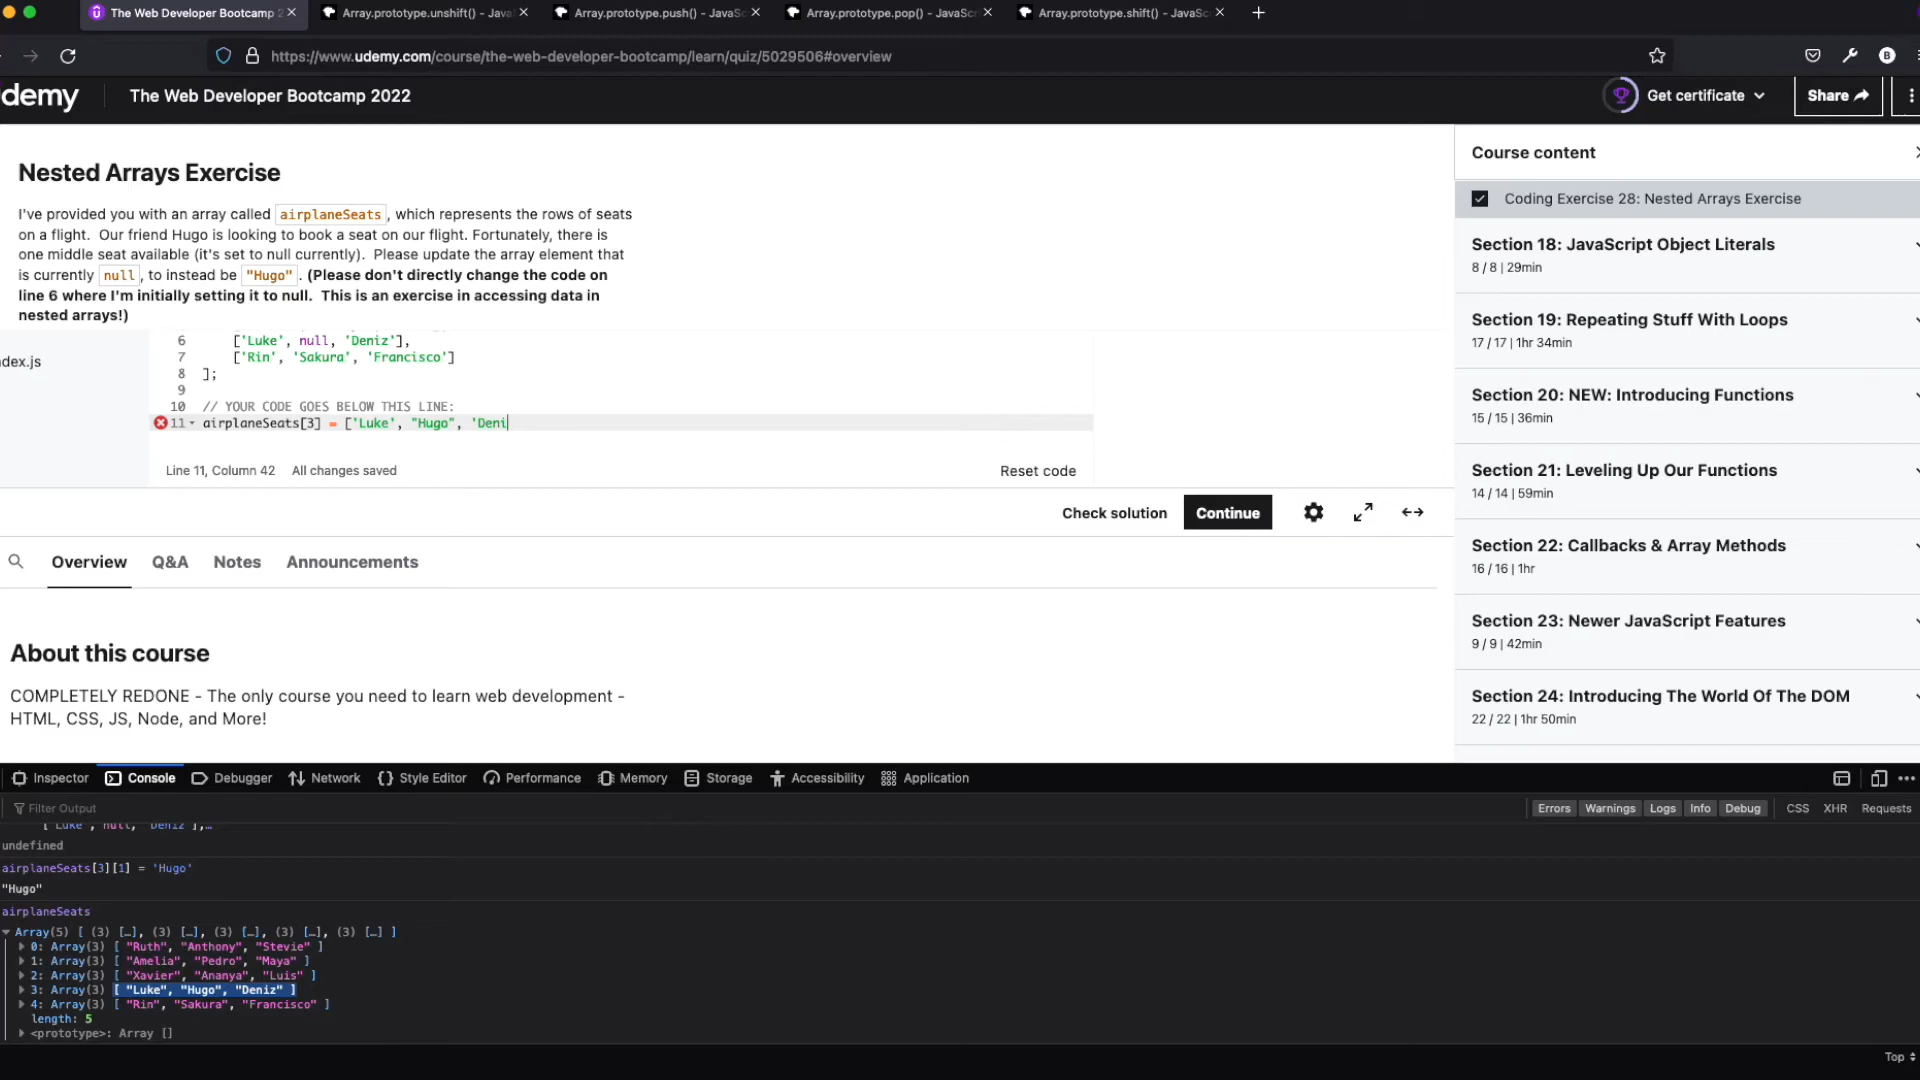 The Web Developer Bootcamp 2
Array.prototype.unshift() - Java
Array.prototype.push() - JavaSc
Array.prototype.pop() - JavaScr
Array.prototype.shift() - JavaSc
https://www.udemy.com/course/the-web-developer-bootcamp/learn/quiz/5029506#overview
B
demy
The Web Developer Bootcamp 2022
Get certificate
Share
Nested Arrays Exercise
I've provided you with an array called airplaneSeats, which represents the rows of seats
on a flight. Our friend Hugo is looking to book a seat on our flight. Fortunately, there is
one middle seat available (it's set to null currently). Please update the array element that
is currently null, to instead be "Hugo". (Please don't directly change the code on
line 6 where I'm initially setting it to null. This is an exercise in accessing data in
nested arrays!)
dex.js
6 ['Luke', null, 'Deniz'],
7 ['Rin', 'Sakura', 'Francisco']
8 ];
9
10 // YOUR CODE GOES BELOW THIS LINE:
11 airplaneSeats[3] = ['Luke', "Hugo", 'Deni
Line 11, Column 42 All changes saved
Reset code
Check solution
Continue
Overview
Q&A
Notes
Announcements
About this course
COMPLETELY REDONE - The only course you need to learn web development -
HTML, CSS, JS, Node, and More!
Course content
Coding Exercise 28: Nested Arrays Exercise
Section 18: JavaScript Object Literals
8 / 8 | 29min
Section 19: Repeating Stuff With Loops
17 / 17 | 1hr 34min
Section 20: NEW: Introducing Functions
15 / 15 | 36min
Section 21: Leveling Up Our Functions
14 / 14 | 59min
Section 22: Callbacks & Array Methods
16 / 16 | 1hr
Section 23: Newer JavaScript Features
9 / 9 | 42min
Section 24: Introducing The World Of The DOM
22 / 22 | 1hr 50min
Inspector
Console
Debugger
Network
Style Editor
Performance
Memory
Storage
Accessibility
Application
Filter Output
Errors
Warnings
Logs
Info
Debug
CSS
XHR
Requests
['Luke', null, 'Deniz'],…
undefined
airplaneSeats[3][1] = 'Hugo'
"Hugo"
airplaneSeats
Array(5) [ (3) […], (3) […], (3) […], (3) […], (3) […] ]
0: Array(3) [ "Ruth", "Anthony", "Stevie" ]
1: Array(3) [ "Amelia", "Pedro", "Maya" ]
2: Array(3) [ "Xavier", "Ananya", "Luis" ]
3: Array(3) [ "Luke", "Hugo", "Deniz" ]
4: Array(3) [ "Rin", "Sakura", "Francisco" ]
length: 5
<prototype>: Array []
Top